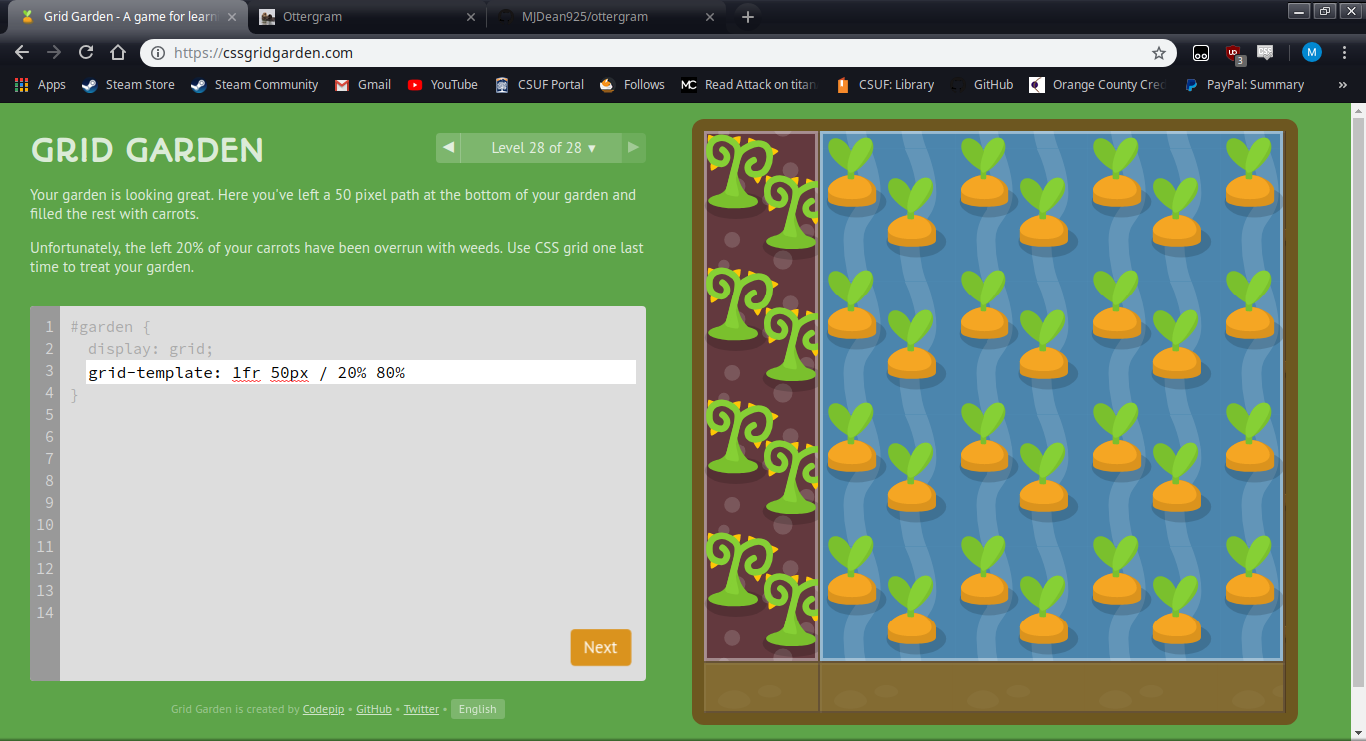 Grid Garden - A game for learn
Ottergram
MJDean925/ottergram
https://cssgridgarden.com
M
3
CSS
Apps
Steam Store
Steam Community
Gmail
YouTube
CSUF Portal
Follows
MC Read Attack on titan
CSUF: Library
GitHub
Orange County Cred
PayPal: Summary
»
GRID GARDEN
◀ Level 28 of 28 ▼ ▶
Your garden is looking great. Here you've left a 50 pixel path at the bottom of your garden and
filled the rest with carrots.
Unfortunately, the left 20% of your carrots have been overrun with weeds. Use CSS grid one last
time to treat your garden.
1 #garden {
2 display: grid;
3 grid-template: 1fr 50px / 20% 80%
4 }
5
6
7
8
9
10
11
12
13
14
Next
Grid Garden is created by Codepip • GitHub • Twitter • English